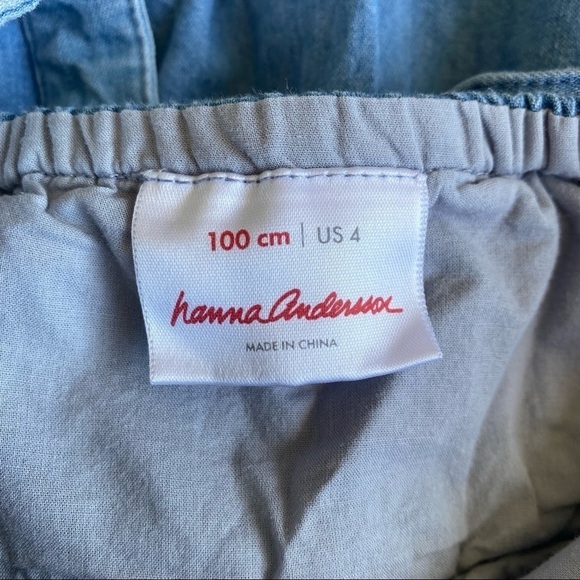 100 cm | US 4
hanna Andersson
MADE IN CHINA